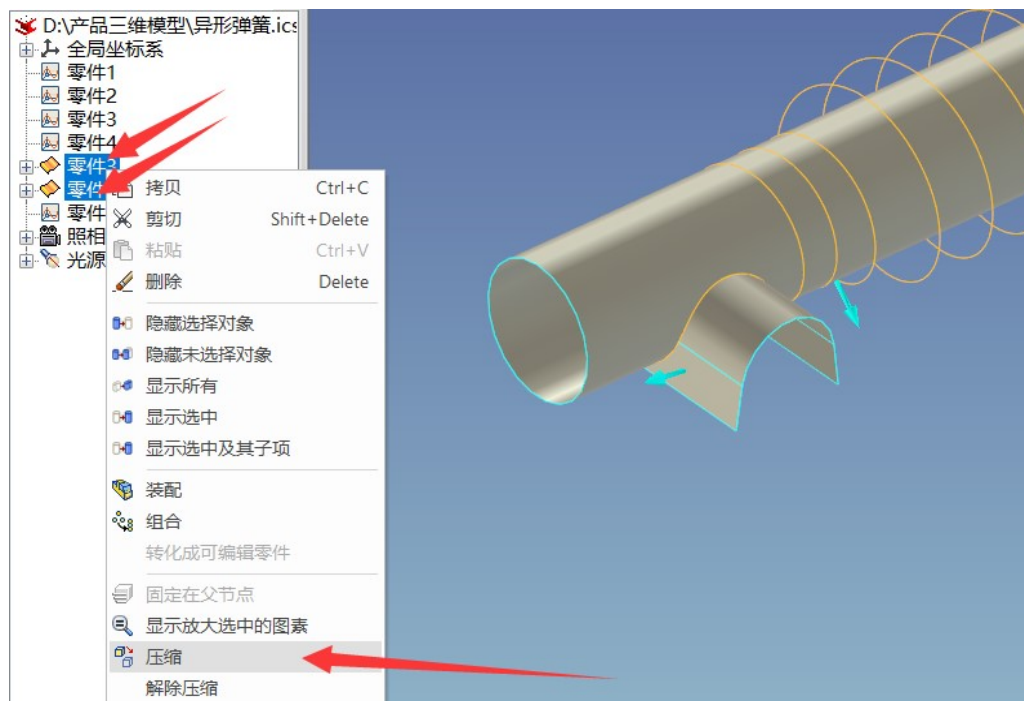 D:\产品三维模型\异形弹簧.ics
全局坐标系
零件1
零件2
零件3
零件4
零件3
零件
零件
照相
光源
拷贝 Ctrl+C
剪切 Shift+Delete
粘贴 Ctrl+V
删除 Delete
隐藏选择对象
隐藏未选择对象
显示所有
显示选中
显示选中及其子项
装配
组合
转化成可编辑零件
固定在父节点
显示放大选中的图素
压缩
解除压缩